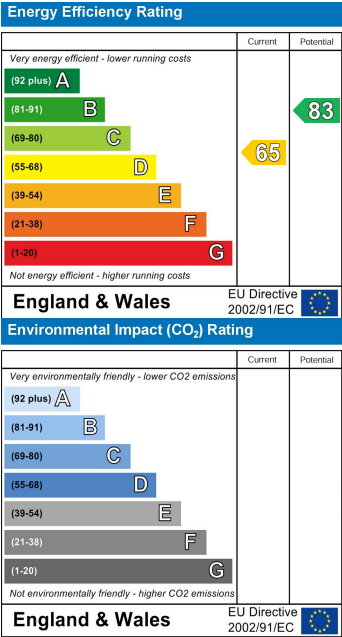 Energy Efficiency Rating
Current Potential
Very energy efficient - lower running costs
(92 plus) A
(81-91) B
83
(69-80) C
65
(55-68) D
(39-54) E
(21-38) F
(1-20) G
Not energy efficient - higher running costs
England & Wales
EU Directive
2002/91/EC
Environmental Impact (CO₂) Rating
Current Potential
Very environmentally friendly - lower CO2 emissions
(92 plus) A
(81-91) B
(69-80) C
(55-68) D
(39-54) E
(21-38) F
(1-20) G
Not environmentally friendly - higher CO2 emissions
England & Wales
EU Directive
2002/91/EC